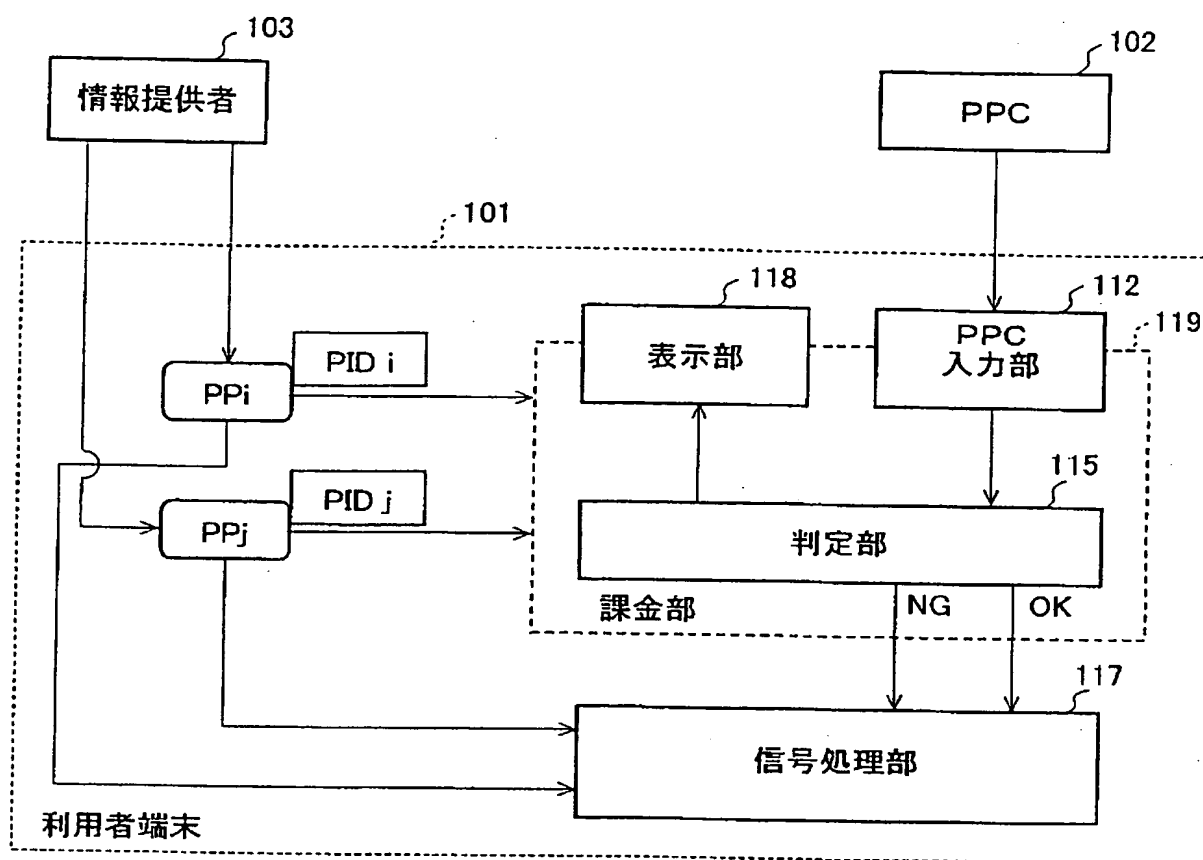 103
情報提供者
102
PPC
101
118
表示部
112
PPC
入力部
119
PID i
PPi
PID j
PPj
115
判定部
課金部
NG
OK
117
信号処理部
利用者端末